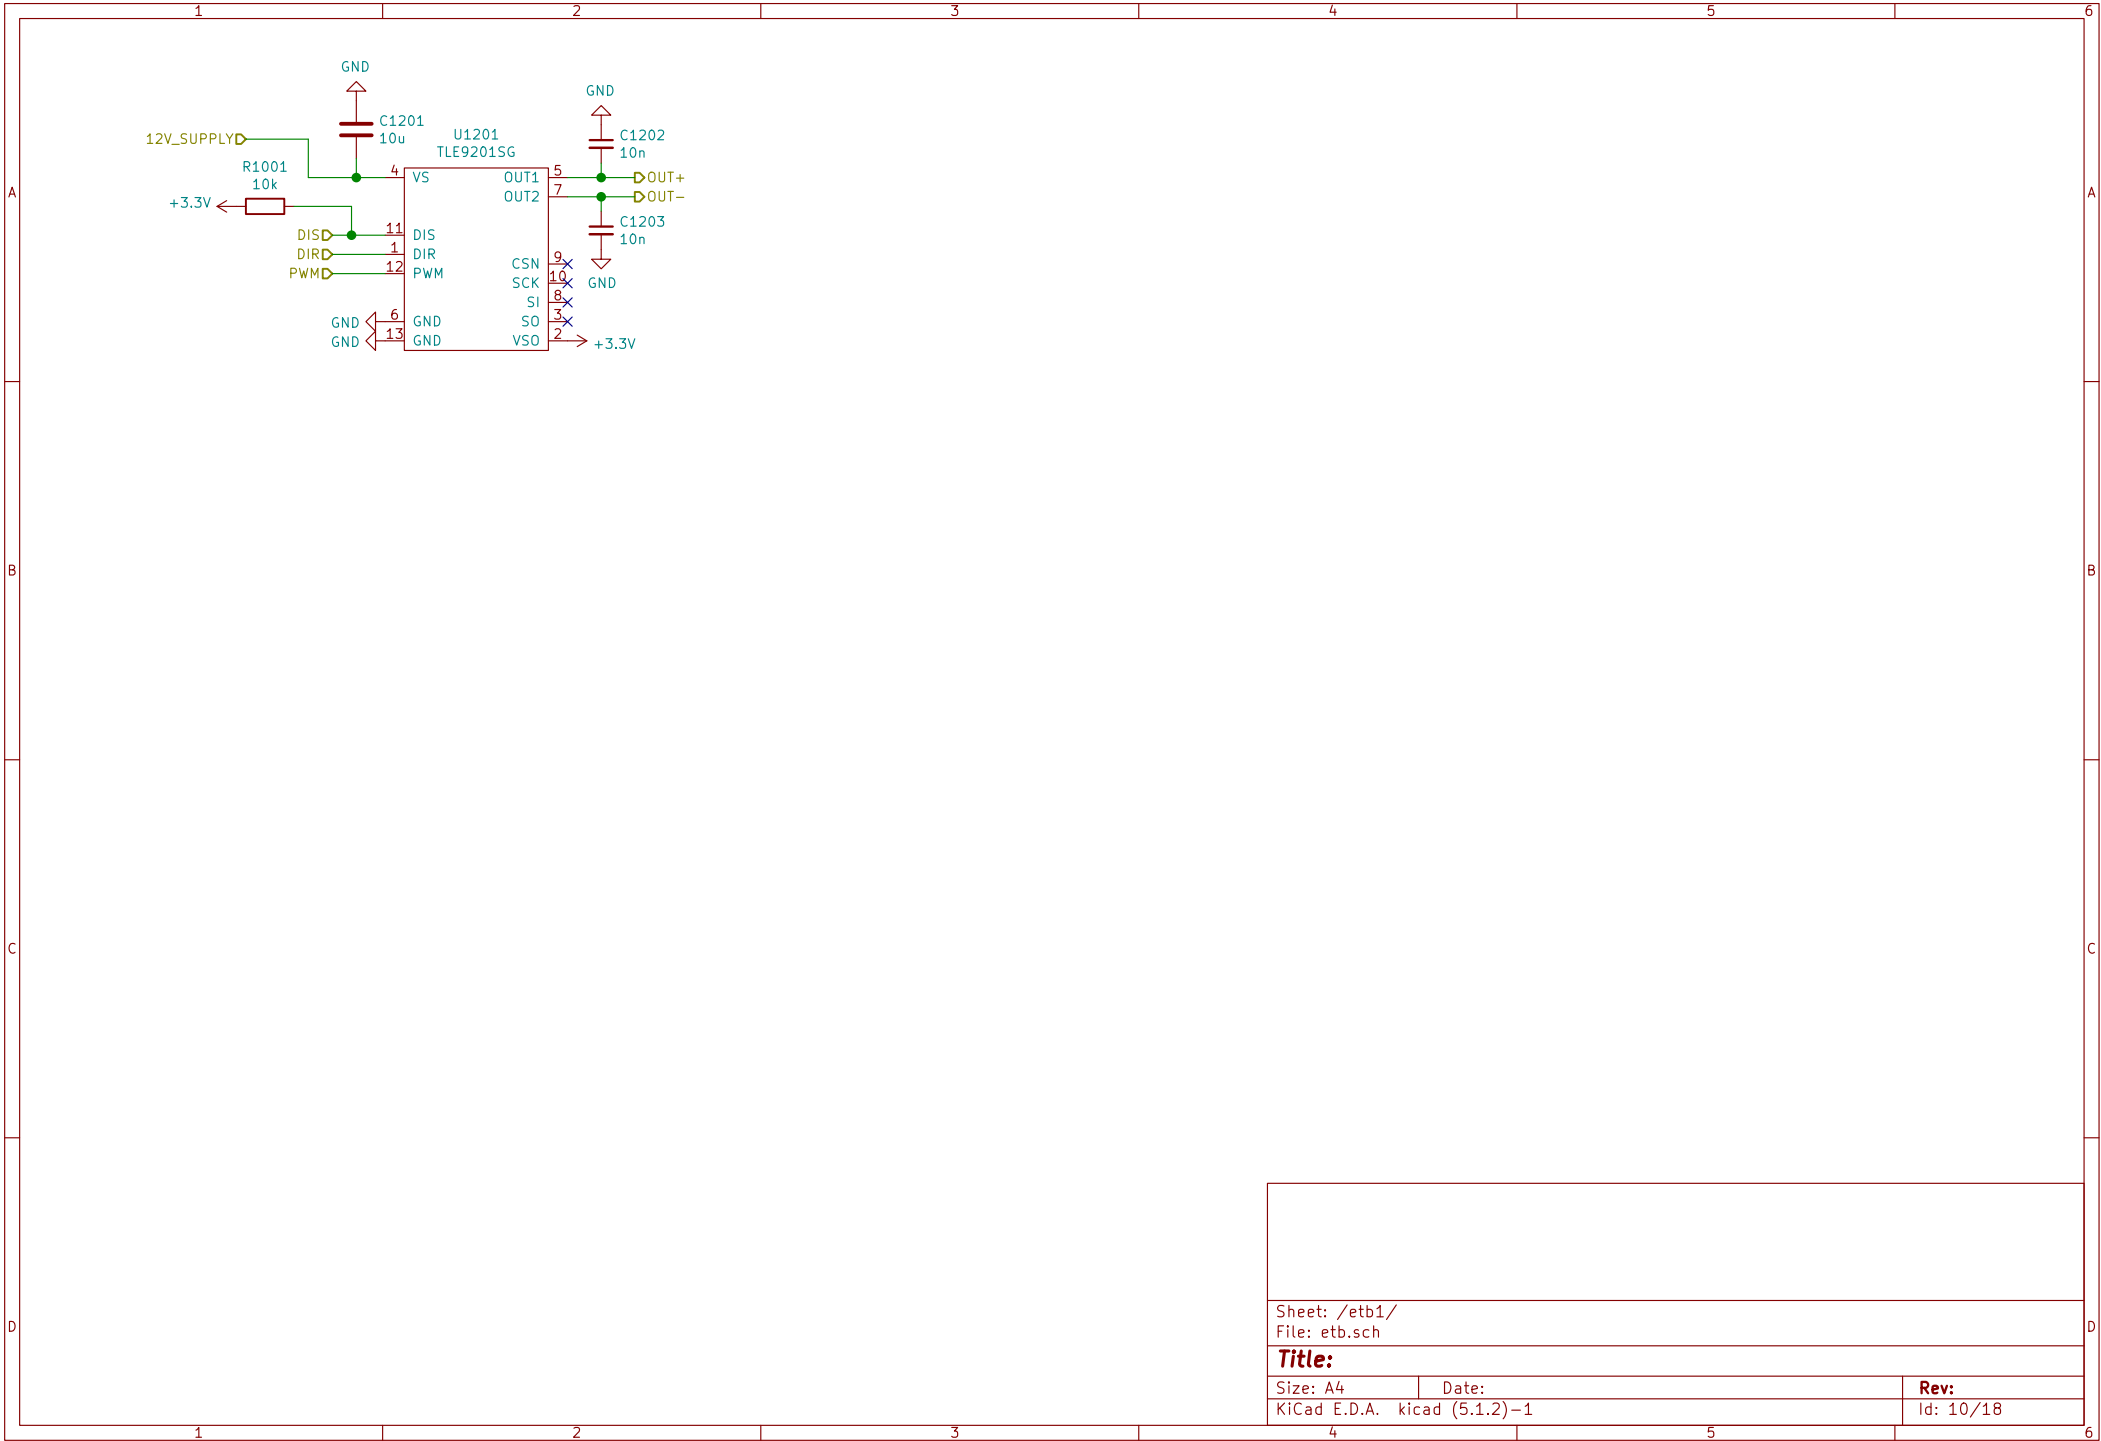 1 2 3 4 5 6
GND
GND
C1201
10u
12V_SUPPLY
U1201
TLE9201SG
C1202
10n
R1001
10k
4 VS
OUT1 5
OUT+
OUT2 7
OUT-
+3.3V
A
A
C1203
10n
DIS
11 DIS
DIR
1 DIR
PWM
12 PWM
CSN 9
SCK 10
GND
SI 8
GND
6 GND
SO 3
GND
13 GND
VSO 2
+3.3V
B
B
C
C
D
D
Sheet: /etb1/
File: etb.sch
Title:
Size: A4
Date:
Rev:
KiCad E.D.A. kicad (5.1.2)-1
Id: 10/18
1 2 3 4 5 6